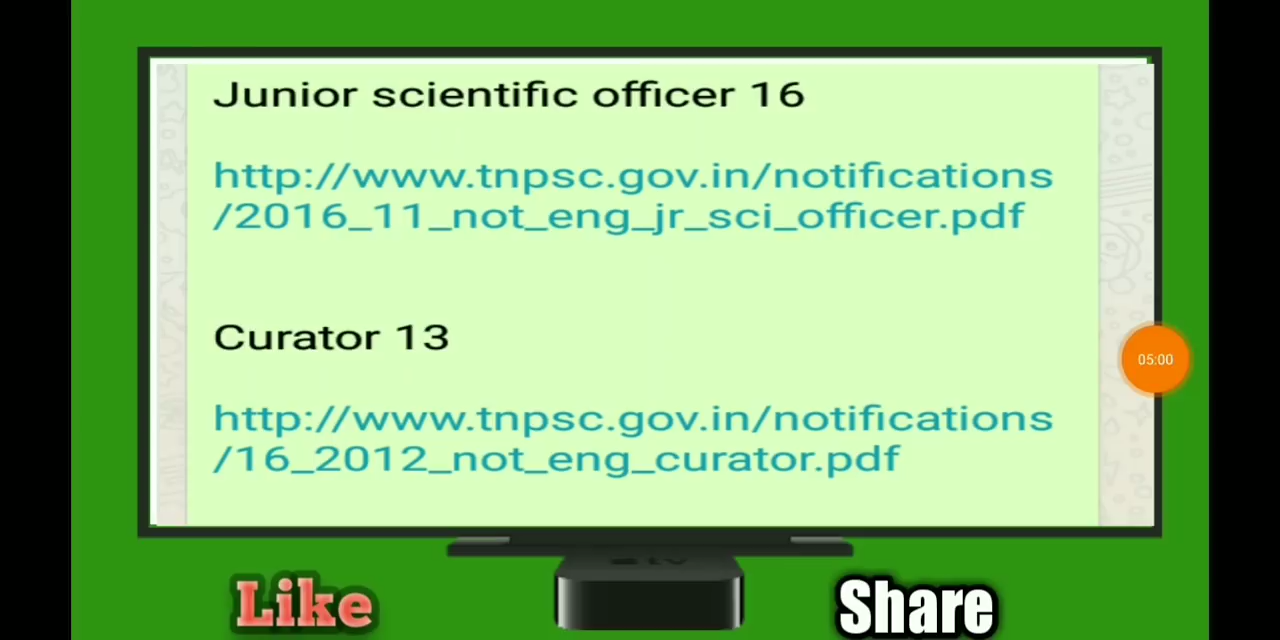 Junior scientific officer 16
http://www.tnpsc.gov.in/notifications
/2016_11_not_eng_jr_sci_officer.pdf
Curator 13
http://www.tnpsc.gov.in/notifications
/16_2012_not_eng_curator.pdf
05:00
tv
Like
Share